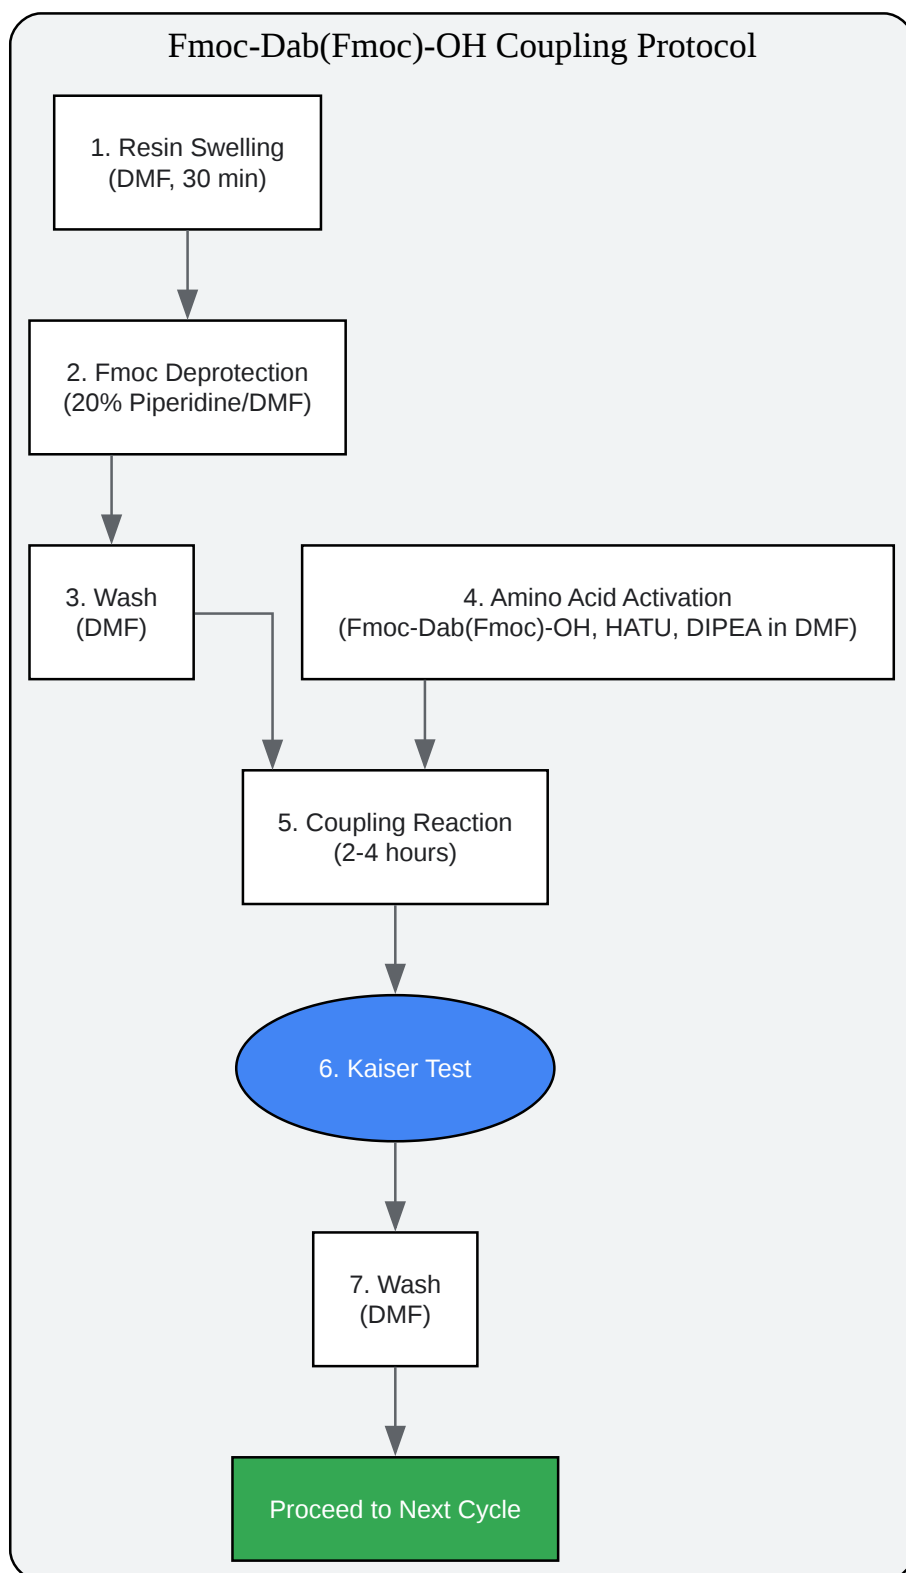 Fmoc-Dab(Fmoc)-OH Coupling Protocol
1. Resin Swelling
(DMF, 30 min)
2. Fmoc Deprotection
(20% Piperidine/DMF)
3. Wash
(DMF)
4. Amino Acid Activation
(Fmoc-Dab(Fmoc)-OH, HATU, DIPEA in DMF)
5. Coupling Reaction
(2-4 hours)
6. Kaiser Test
7. Wash
(DMF)
Proceed to Next Cycle